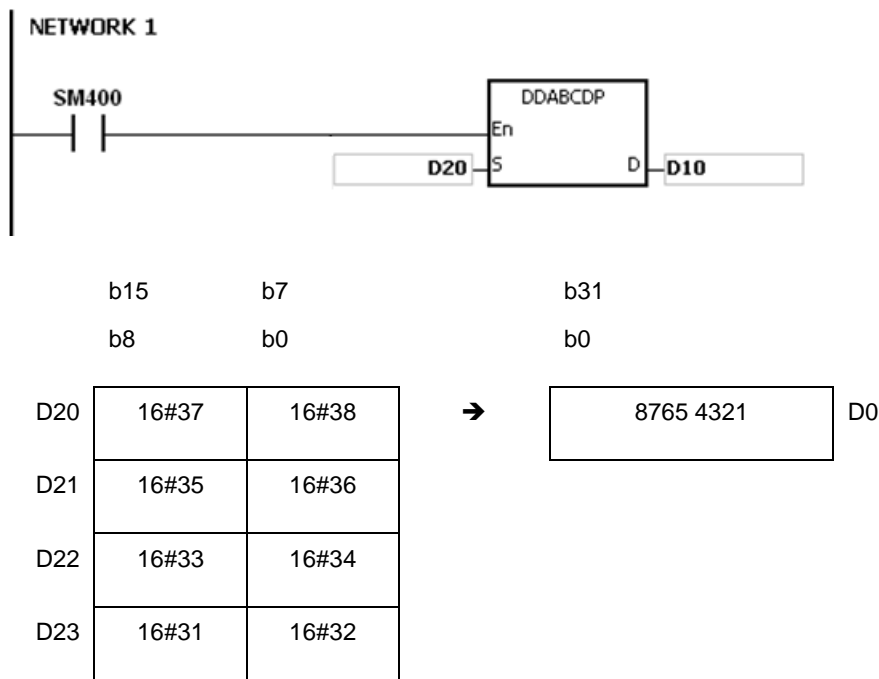 NETWORK 1
SM400
DDABCDP
En
D20 S D D10
b15 b7 b31
b8 b0 b0
D20 16#37 16#38 ➔ 8765 4321 D0
D21 16#35 16#36
D22 16#33 16#34
D23 16#31 16#32